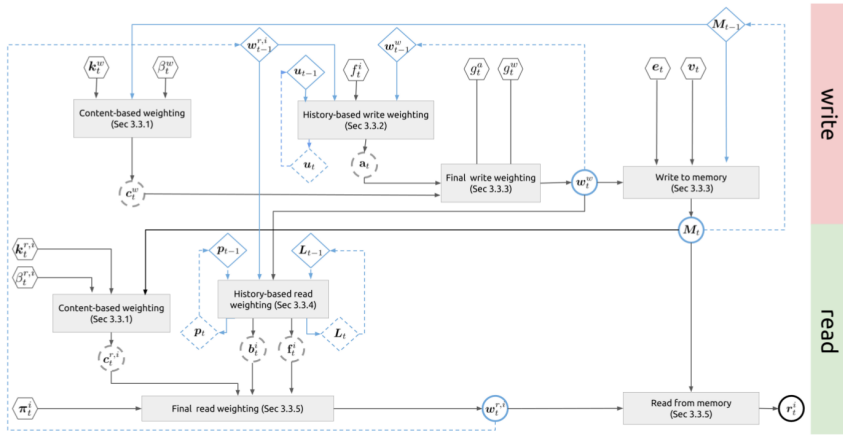 M_{t-1}
w^{r,i}_{t-1}
w^w_{t-1}
k^w_t
β^w_t
u_{t-1}
f^i_t
g^a_t
g^w_t
e_t
v_t
Content-based weighting
(Sec 3.3.1)
History-based write weighting
(Sec 3.3.2)
u_t
a_t
c^w_t
Final write weighting
(Sec 3.3.3)
w^w_t
Write to memory
(Sec 3.3.3)
write
M_t
k^{r,i}_t
β^{r,i}_t
p_{t-1}
L_{t-1}
Content-based weighting
(Sec 3.3.1)
History-based read
weighting (Sec 3.3.4)
p_t
L_t
b^i_t
f^i_t
c^{r,i}_t
read
π^i_t
Final read weighting (Sec 3.3.5)
w^{r,i}_t
Read from memory
(Sec 3.3.5)
r^i_t